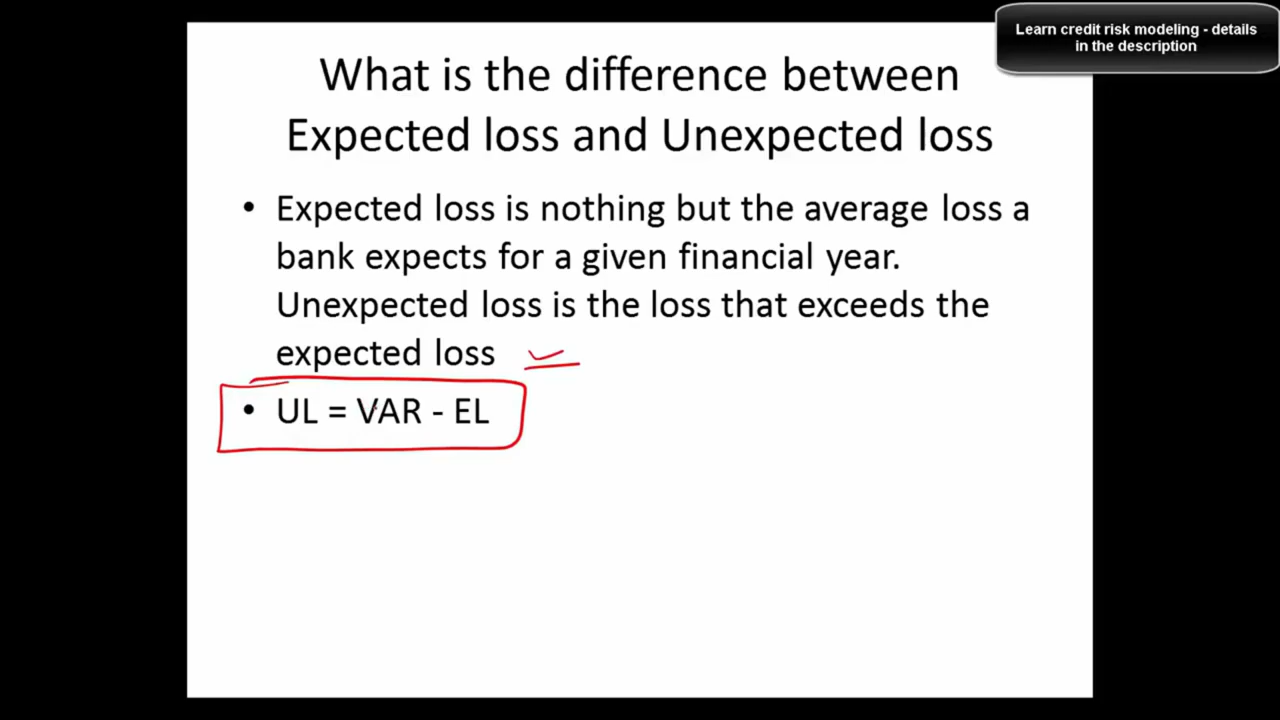 Learn credit risk modeling - details
in the description
What is the difference between
Expected loss and Unexpected loss
• Expected loss is nothing but the average loss a
bank expects for a given financial year.
Unexpected loss is the loss that exceeds the
expected loss
• UL = VAR - EL